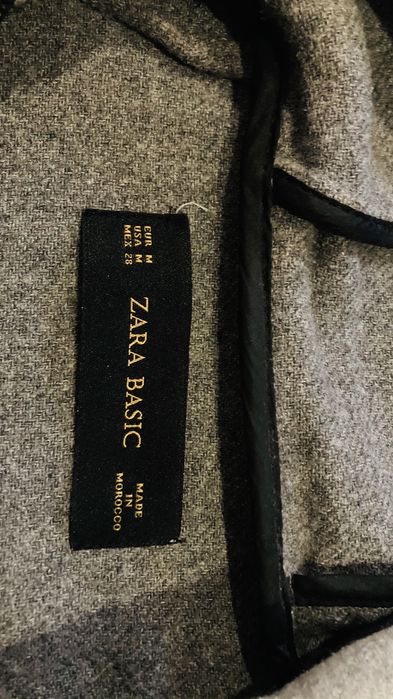 EUR M
USA M
MEX 28
ZARA BASIC
MADE
IN
MOROCCO